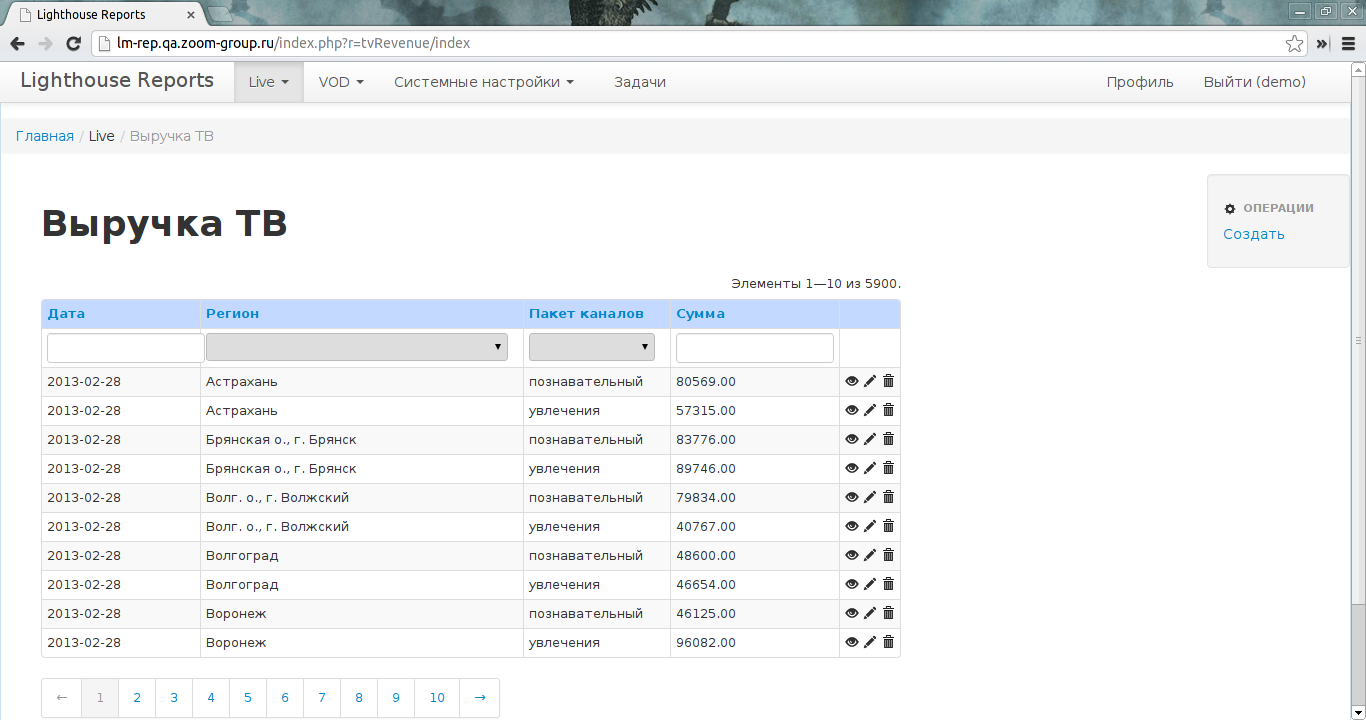 Lighthouse Reports
lm-rep.qa.zoom-group.ru/index.php?r=tvRevenue/index
Lighthouse Reports Live VOD Системные настройки Задачи Профиль Выйти (demo)
Главная / Live / Выручка ТВ
ОПЕРАЦИИ
Создать
Выручка ТВ
Элементы 1—10 из 5900.
Дата Регион Пакет каналов Сумма
2013-02-28 Астрахань познавательный 80569.00
2013-02-28 Астрахань увлечения 57315.00
2013-02-28 Брянская о., г. Брянск познавательный 83776.00
2013-02-28 Брянская о., г. Брянск увлечения 89746.00
2013-02-28 Волг. о., г. Волжский познавательный 79834.00
2013-02-28 Волг. о., г. Волжский увлечения 40767.00
2013-02-28 Волгоград познавательный 48600.00
2013-02-28 Волгоград увлечения 46654.00
2013-02-28 Воронеж познавательный 46125.00
2013-02-28 Воронеж увлечения 96082.00
← 1 2 3 4 5 6 7 8 9 10 →